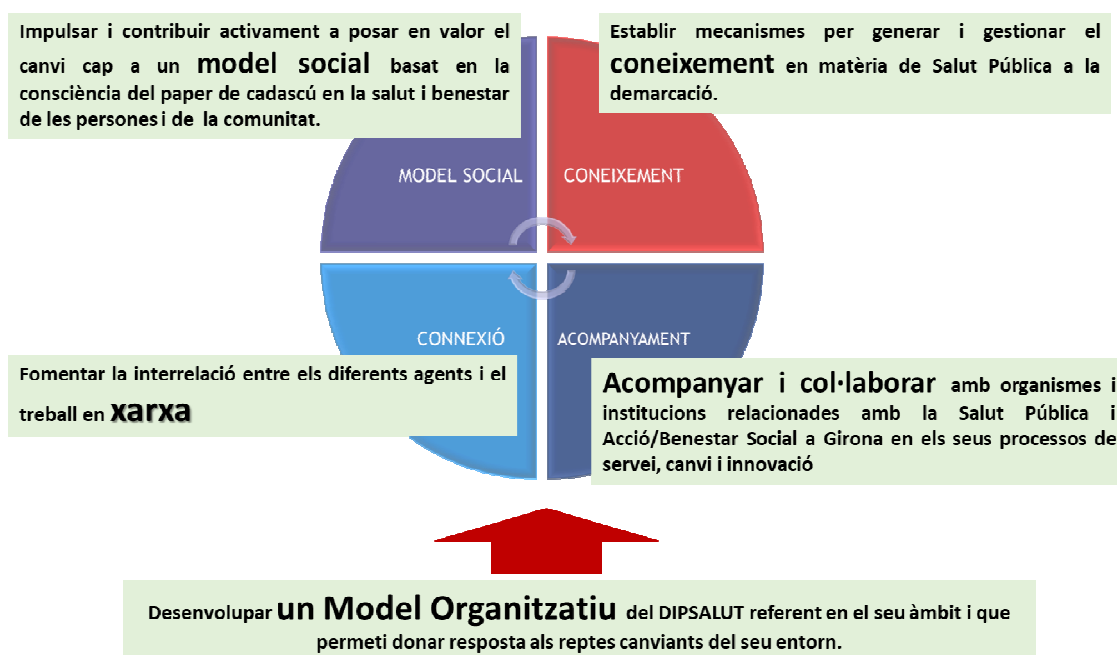 Impulsar i contribuir activament a posar en valor el
canvi cap a un model social basat en la
consciència del paper de cadascú en la salut i benestar
de les persones i de la comunitat.
Establir mecanismes per generar i gestionar el
coneixement en matèria de Salut Pública a la
demarcació.
MODEL SOCIAL
CONEIXEMENT
CONNEXIÓ
ACOMPANYAMENT
Fomentar la interrelació entre els diferents agents i el
treball en xarxa
Acompanyar i col·laborar amb organismes i
institucions relacionades amb la Salut Pública i
Acció/Benestar Social a Girona en els seus processos de
servei, canvi i innovació
Desenvolupar un Model Organitzatiu del DIPSALUT referent en el seu àmbit i que
permeti donar resposta als reptes canviants del seu entorn.